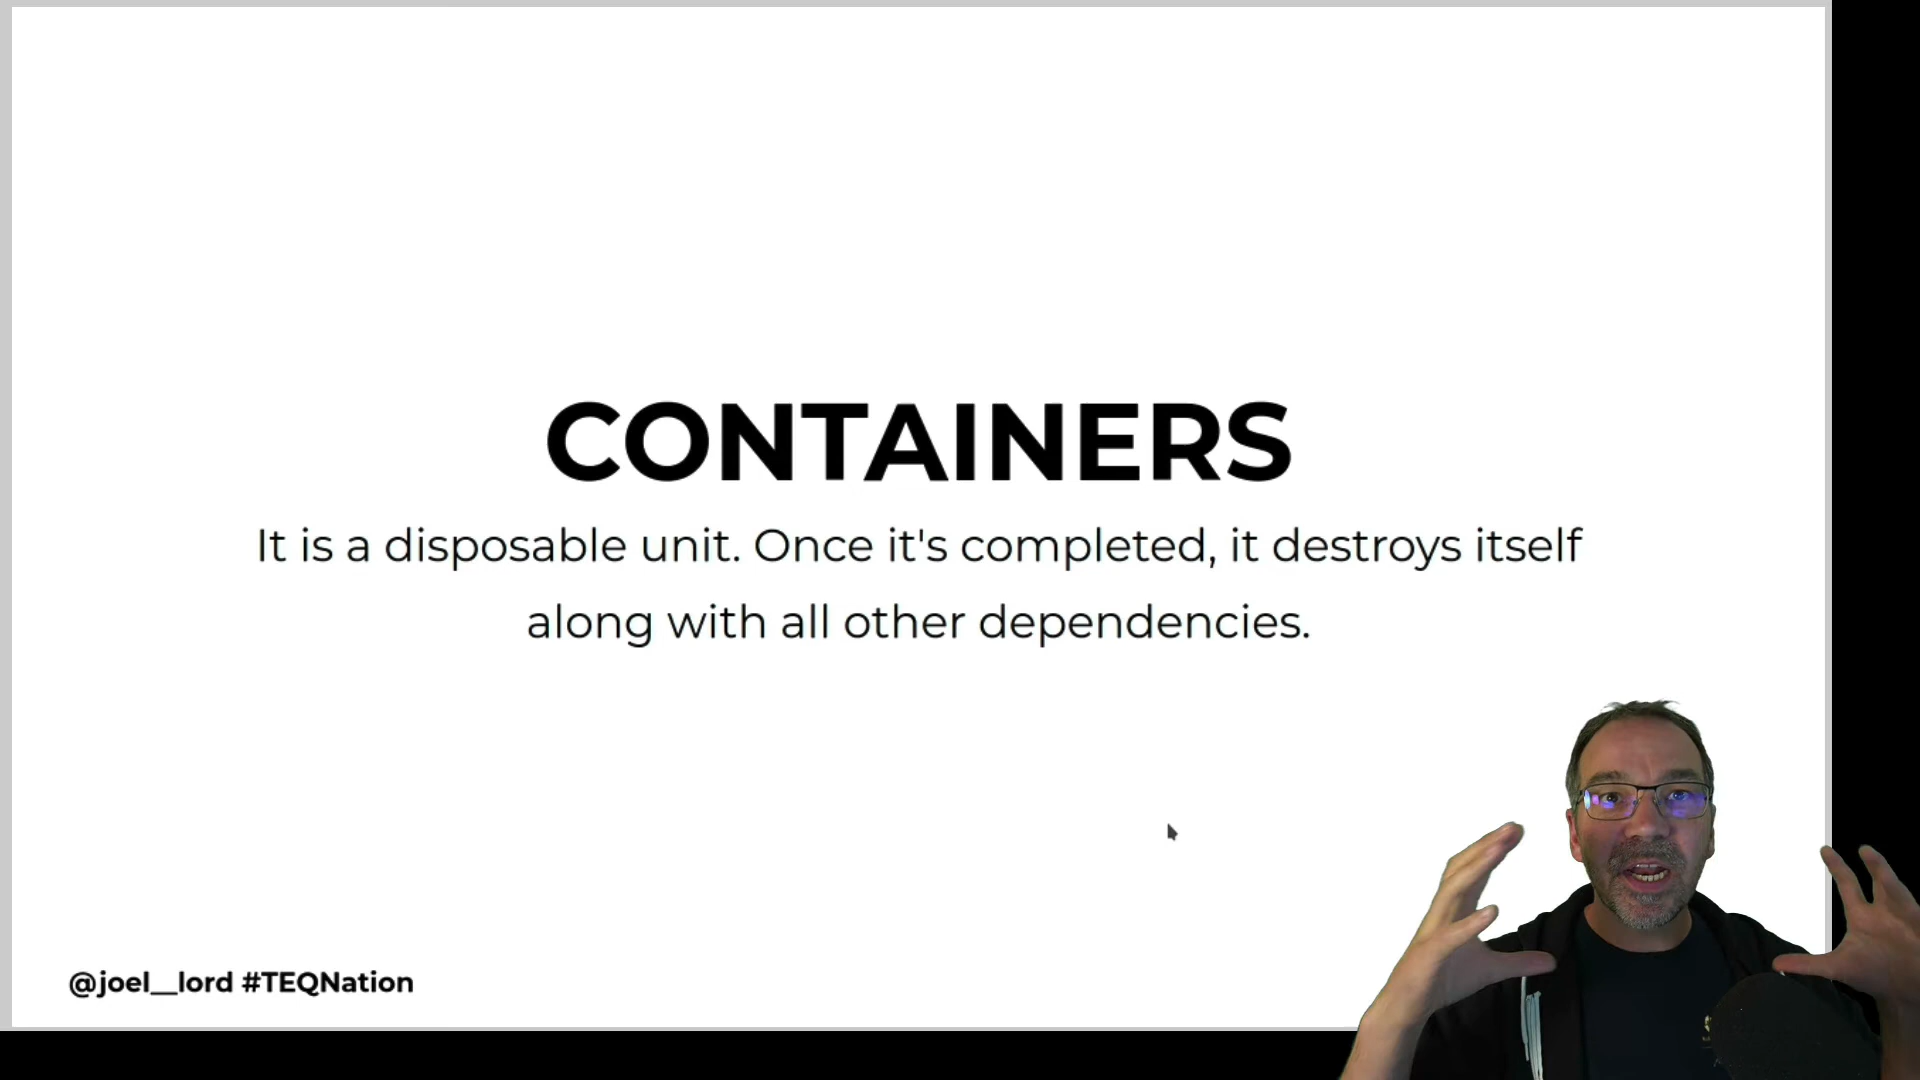 CONTAINERS
It is a disposable unit. Once it's completed, it destroys itself
along with all other dependencies.
@joel__lord #TEQNation